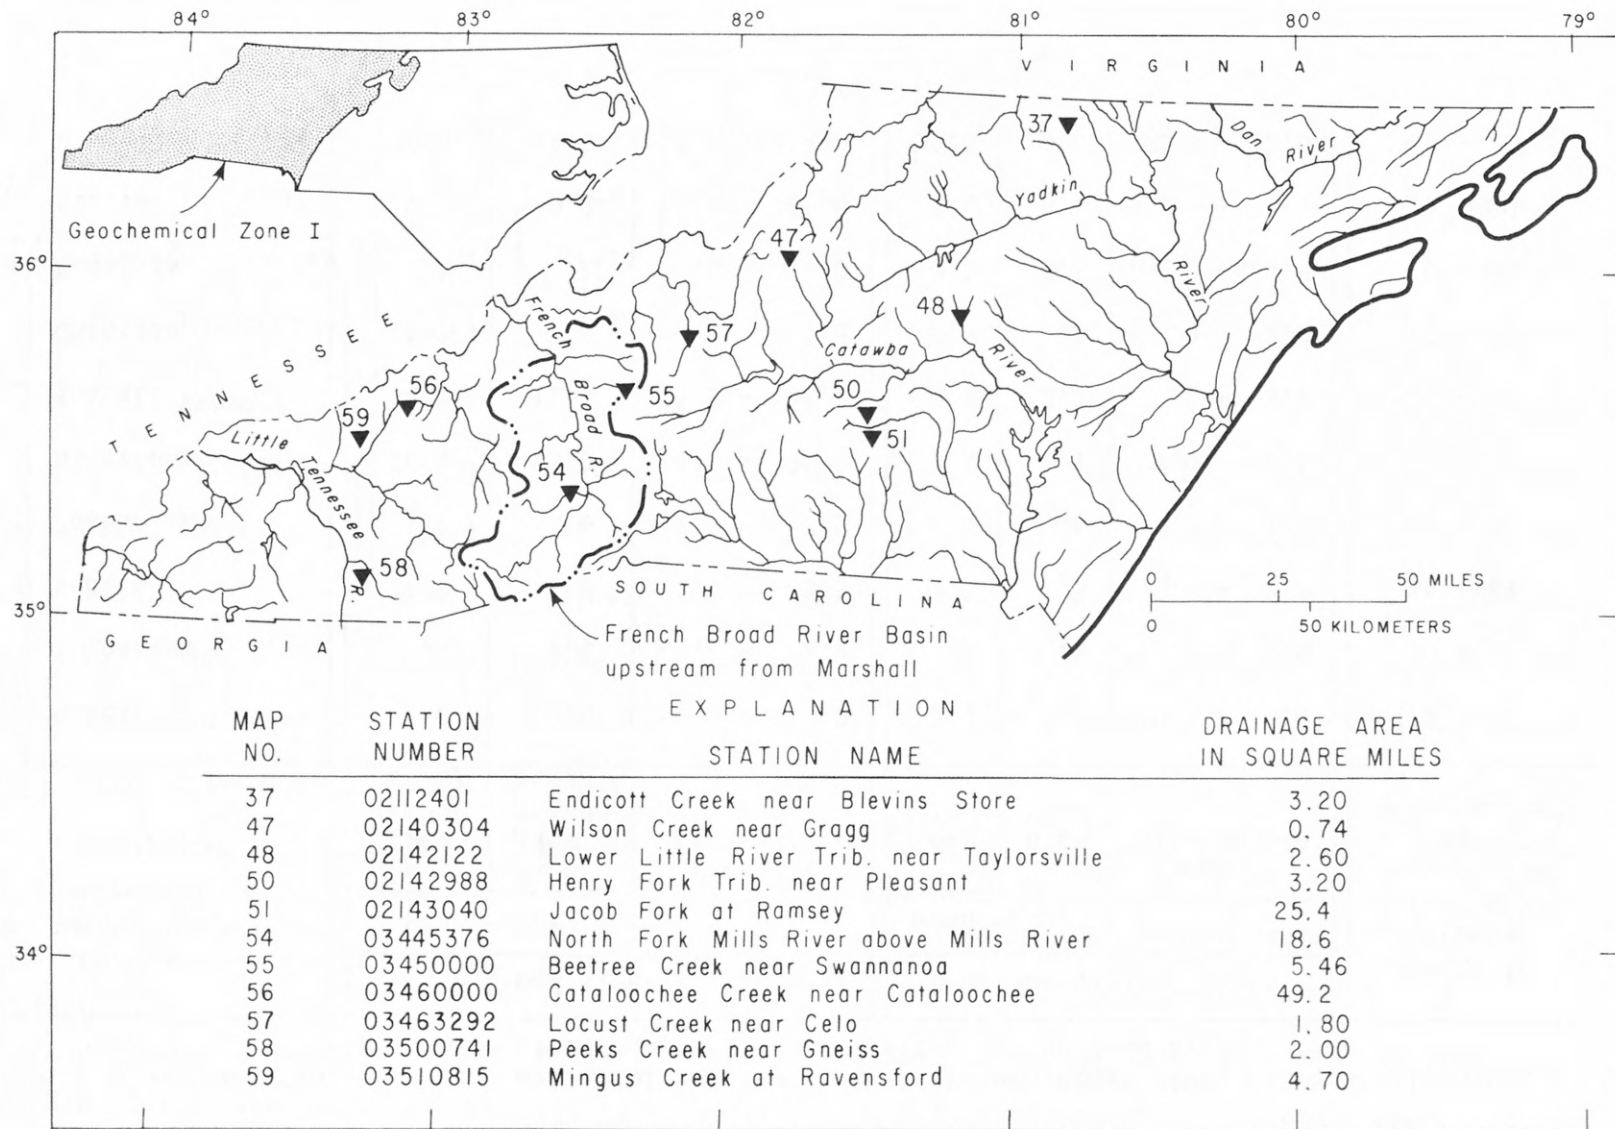 84° 83° 82° 81° 80° 79°
VIRGINIA
37
Dan River
Yadkin River
Geochemical Zone I
36°
47
48
French Broad R.
57
TENNESSEE
Catawba River
56
55
50
59
51
Little Tennessee R.
54
58
SOUTH CAROLINA
0 25 50 MILES
0 50 KILOMETERS
35°
GEORGIA
French Broad River Basin
upstream from Marshall
EXPLANATION
MAP NO. STATION NUMBER STATION NAME DRAINAGE AREA IN SQUARE MILES
37 02112401 Endicott Creek near Blevins Store 3.20
47 02140304 Wilson Creek near Gragg 0.74
48 02142122 Lower Little River Trib. near Taylorsville 2.60
50 02142988 Henry Fork Trib. near Pleasant 3.20
51 02143040 Jacob Fork at Ramsey 25.4
54 03445376 North Fork Mills River above Mills River 18.6
34°
55 03450000 Beetree Creek near Swannanoa 5.46
56 03460000 Cataloochee Creek near Cataloochee 49.2
57 03463292 Locust Creek near Celo 1.80
58 03500741 Peeks Creek near Gneiss 2.00
59 03510815 Mingus Creek at Ravensford 4.70